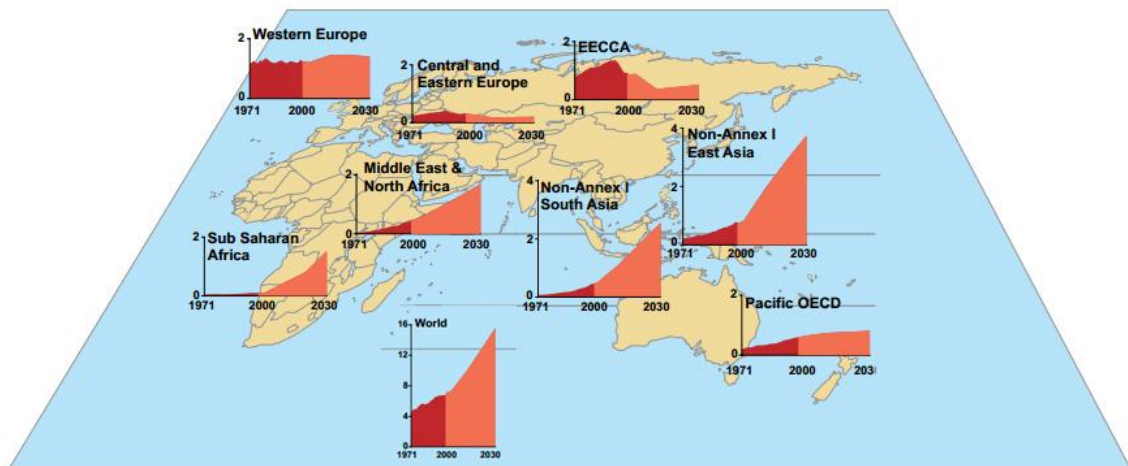 Western Europe
2
0
1971 2000 2030
Central and
Eastern Europe
2
0
1971 2000 2030
EECCA
2
0
1971 2000 2030
Non-Annex I
East Asia
4
2
0
1971 2000 2030
Middle East &
North Africa
2
0
1971 2000 2030
Non-Annex I
South Asia
4
2
0
1971 2000 2030
Sub Saharan
Africa
2
0
1971 2000 2030
Pacific OECD
2
0
1971 2000
World
16
12
8
4
0
1971 2000 2030